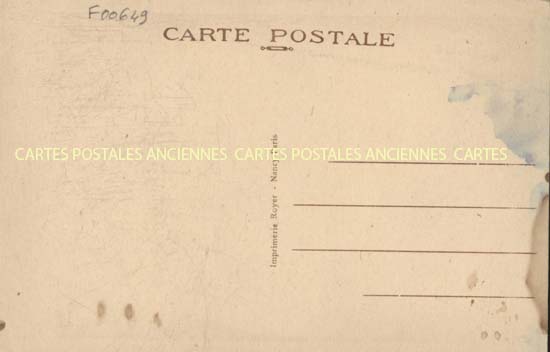 F00649
CARTE POSTALE
CARTES POSTALES ANCIENNES CARTES POSTALES ANCIENNES CARTES
Imprimerie Royer - Nancy-Paris